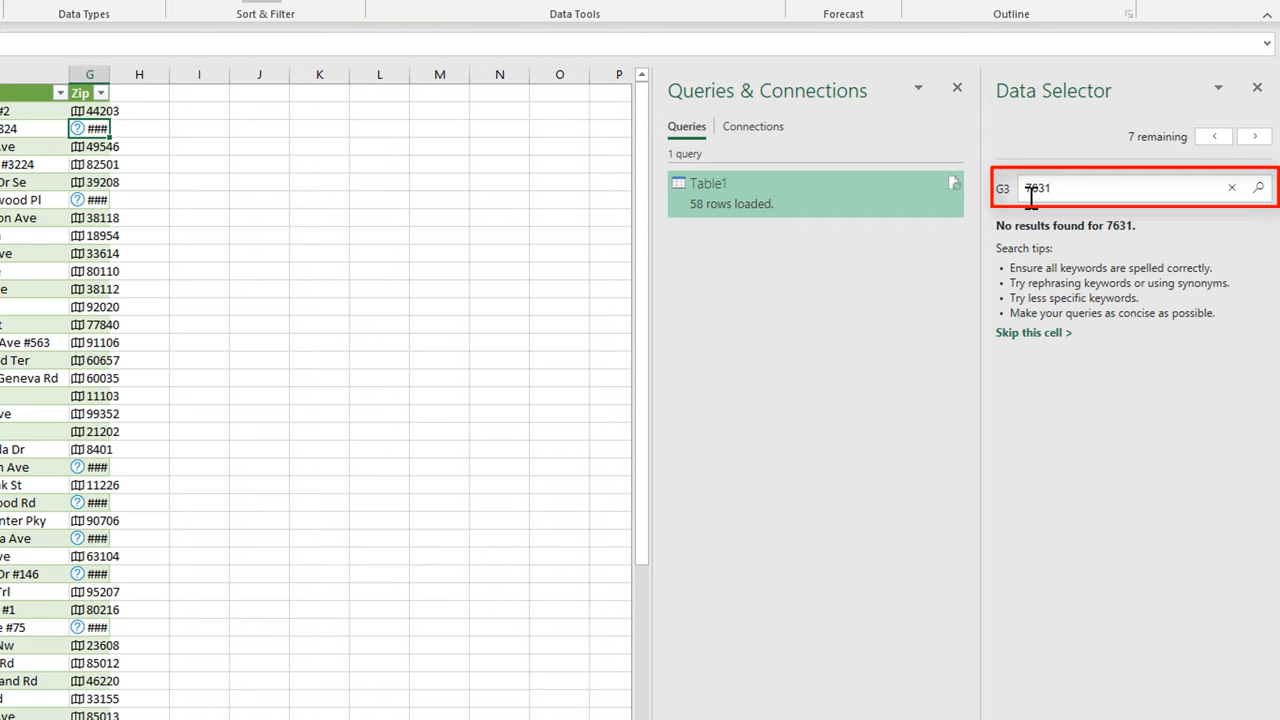 Data Types Sort & Filter Data Tools Forecast Outline
G H I J K L M N O P
Zip
#2 44203
324 ###
Ave 49546
#3224 82501
Dr Se 39208
wood Pl ###
on Ave 38118
n 18954
ve 33614
e 80110
e 38112
92020
t 77840
Ave #563 91106
d Ter 60657
Geneva Rd 60035
11103
ve 99352
21202
la Dr 8401
n Ave ###
nk St 11226
ood Rd ###
nter Pky 90706
a Ave ###
ve 63104
Dr #146 ###
Trl 95207
#1 80216
e #75 ###
Nw 23608
Rd 85012
and Rd 46220
d 33155
s Ave 85013
Queries & Connections
Queries Connections
1 query
Table1
58 rows loaded.
Data Selector
7 remaining
G3 7631
No results found for 7631.
Search tips:
• Ensure all keywords are spelled correctly.
• Try rephrasing keywords or using synonyms.
• Try less specific keywords.
• Make your queries as concise as possible.
Skip this cell >